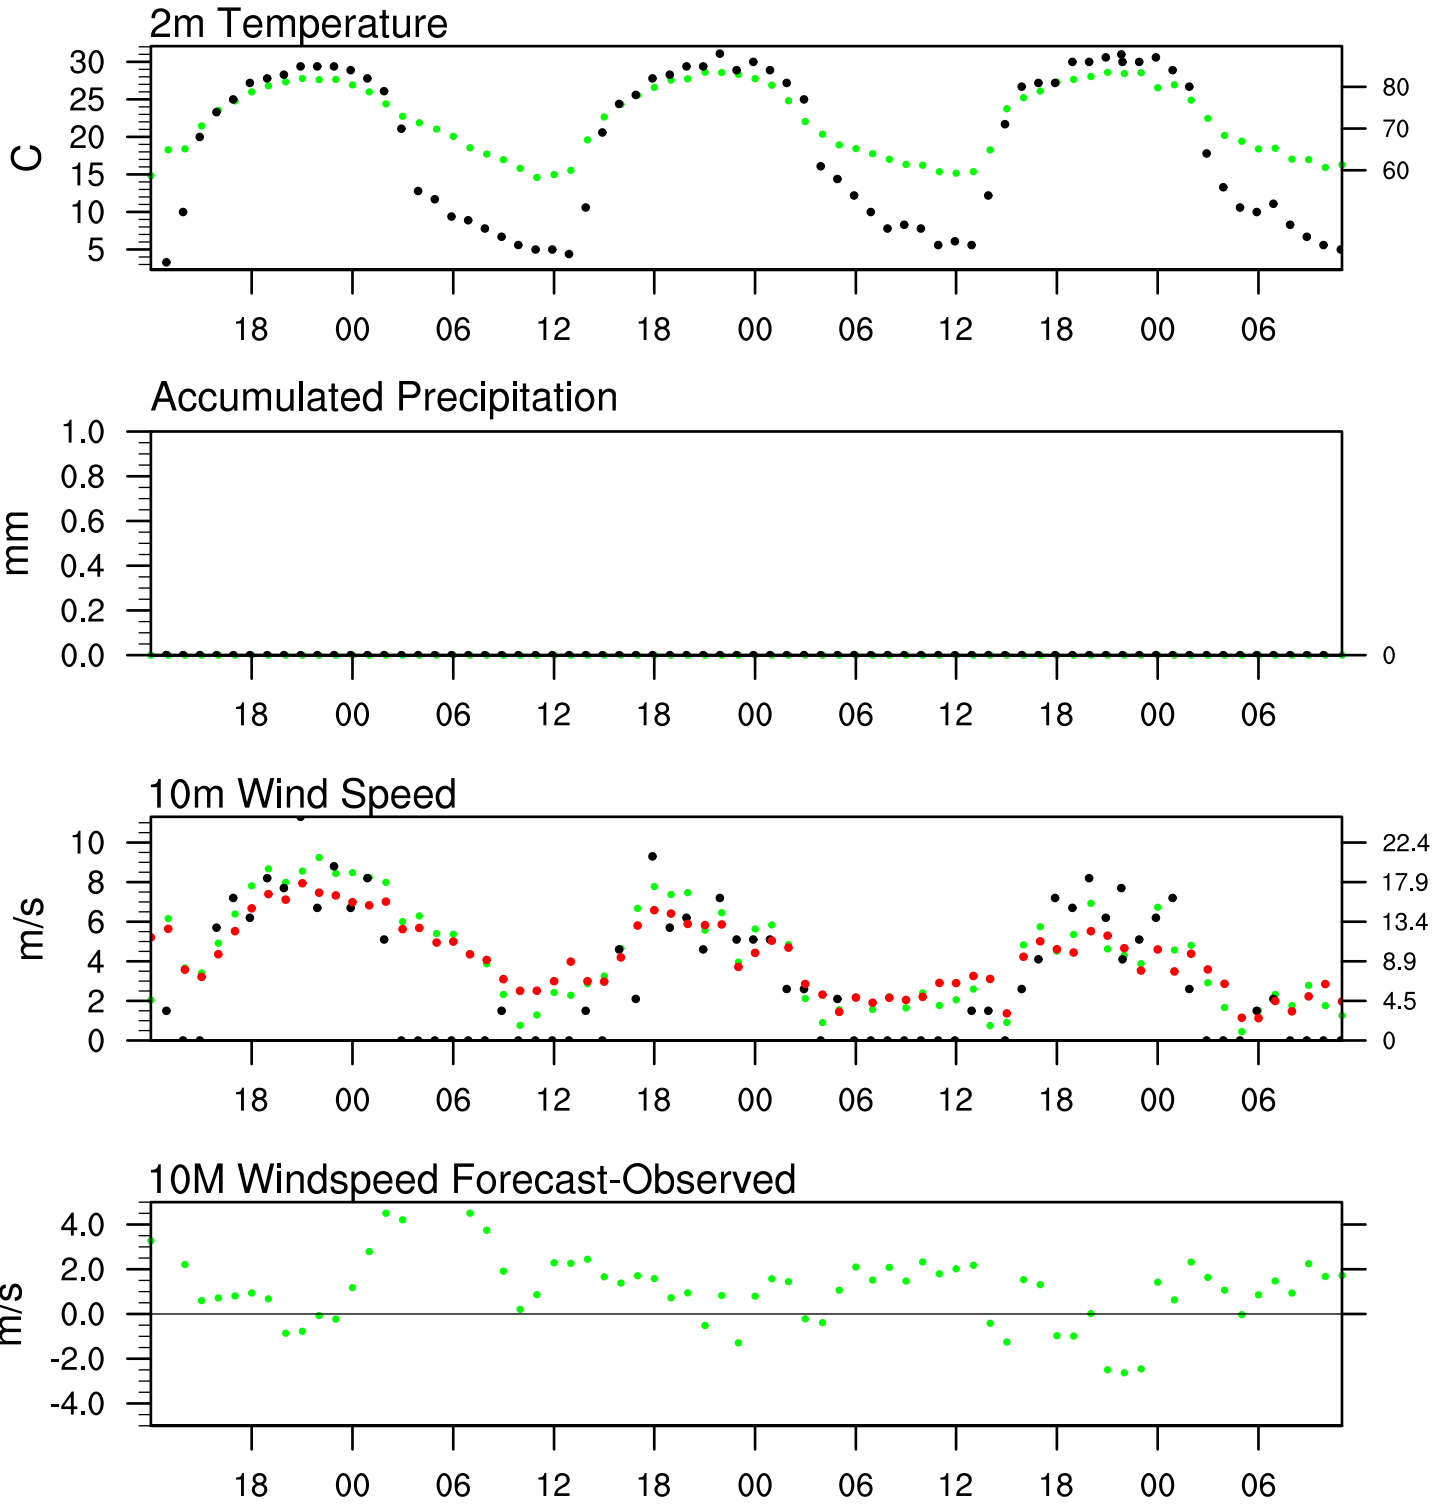 2m Temperature
30
25
20
15
10
5
C
80
70
60
18 00 06 12 18 00 06 12 18 00 06
Accumulated Precipitation
1.0
0.8
0.6
0.4
0.2
0.0
mm
0
18 00 06 12 18 00 06 12 18 00 06
10m Wind Speed
10
8
6
4
2
0
m/s
22.4
17.9
13.4
8.9
4.5
0
18 00 06 12 18 00 06 12 18 00 06
10M Windspeed Forecast-Observed
4.0
2.0
0.0
-2.0
-4.0
m/s
18 00 06 12 18 00 06 12 18 00 06